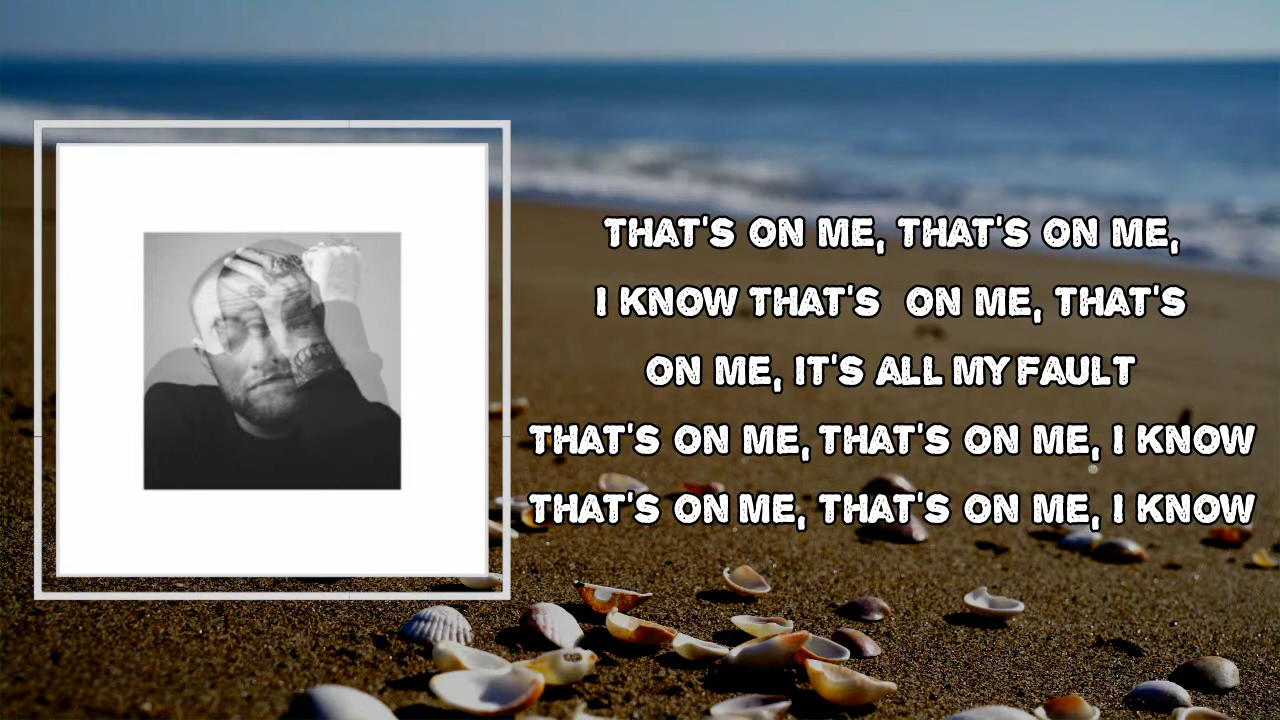 THAT'S ON ME, THAT'S ON ME,
I KNOW THAT'S ON ME, THAT'S
ON ME, IT'S ALL MY FAULT
THAT'S ON ME, THAT'S ON ME, I KNOW
THAT'S ON ME, THAT'S ON ME, I KNOW